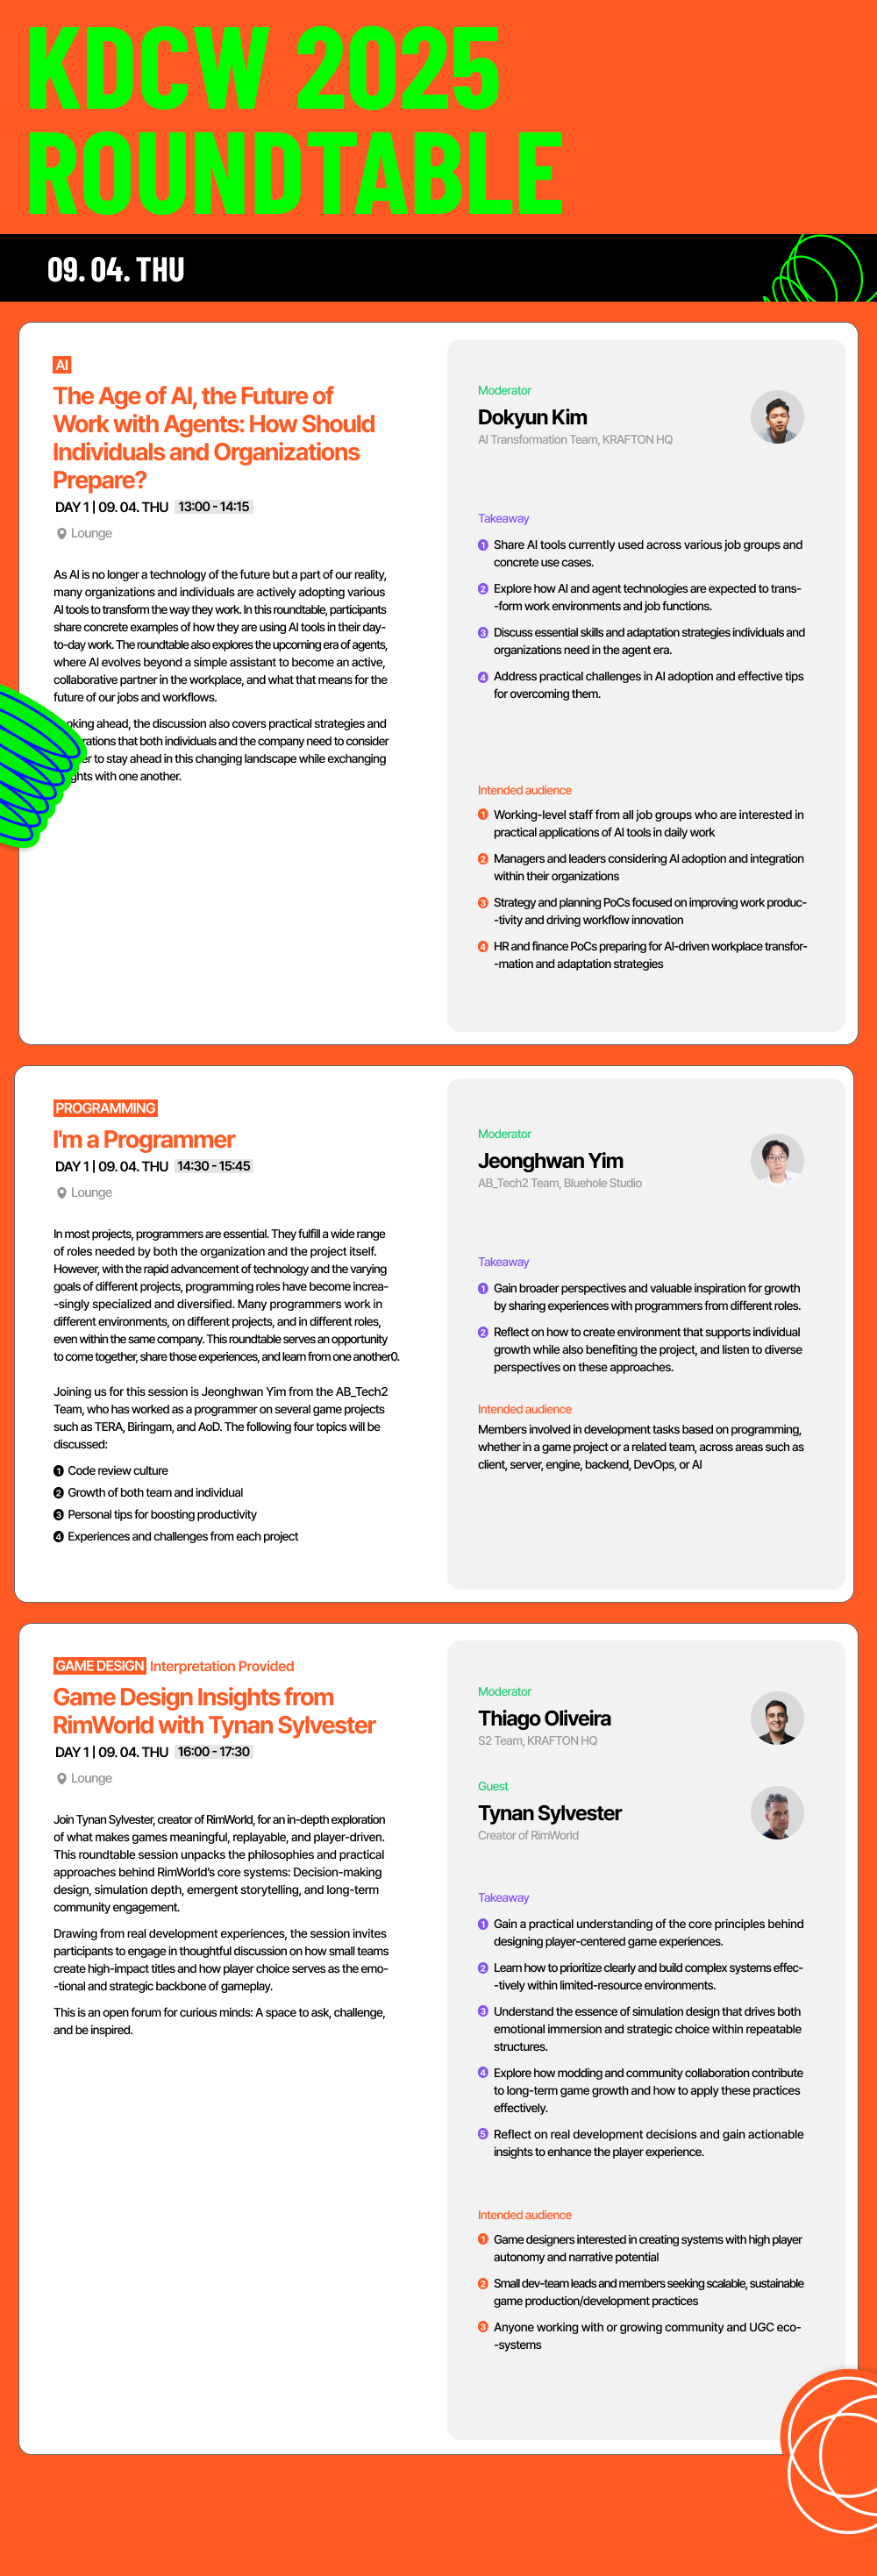 KDCW 2025
ROUNDTABLE
09. 04. THU
AI
The Age of AI, the Future of
Work with Agents: How Should
Individuals and Organizations
Prepare?
DAY 1 | 09. 04. THU 13:00 - 14:15
Lounge
As AI is no longer a technology of the future but a part of our reality,
many organizations and individuals are actively adopting various
AI tools to transform the way they work. In this roundtable, participants
share concrete examples of how they are using AI tools in their day-
to-day work. The roundtable also explores the upcoming era of agents,
where AI evolves beyond a simple assistant to become an active,
collaborative partner in the workplace, and what that means for the
future of our jobs and workflows.
oking ahead, the discussion also covers practical strategies and
rations that both individuals and the company need to consider
er to stay ahead in this changing landscape while exchanging
ghts with one another.
Moderator
Dokyun Kim
AI Transformation Team, KRAFTON HQ
Takeaway
1 Share AI tools currently used across various job groups and
concrete use cases.
2 Explore how AI and agent technologies are expected to trans-
-form work environments and job functions.
3 Discuss essential skills and adaptation strategies individuals and
organizations need in the agent era.
4 Address practical challenges in AI adoption and effective tips
for overcoming them.
Intended audience
1 Working-level staff from all job groups who are interested in
practical applications of AI tools in daily work
2 Managers and leaders considering AI adoption and integration
within their organizations
3 Strategy and planning PoCs focused on improving work produc-
-tivity and driving workflow innovation
4 HR and finance PoCs preparing for AI-driven workplace transfor-
-mation and adaptation strategies
PROGRAMMING
I'm a Programmer
DAY 1 | 09. 04. THU 14:30 - 15:45
Lounge
In most projects, programmers are essential. They fulfill a wide range
of roles needed by both the organization and the project itself.
However, with the rapid advancement of technology and the varying
goals of different projects, programming roles have become increa-
-singly specialized and diversified. Many programmers work in
different environments, on different projects, and in different roles,
even within the same company. This roundtable serves an opportunity
to come together, share those experiences, and learn from one another0.
Joining us for this session is Jeonghwan Yim from the AB_Tech2
Team, who has worked as a programmer on several game projects
such as TERA, Biringam, and AoD. The following four topics will be
discussed:
1 Code review culture
2 Growth of both team and individual
3 Personal tips for boosting productivity
4 Experiences and challenges from each project
Moderator
Jeonghwan Yim
AB_Tech2 Team, Bluehole Studio
Takeaway
1 Gain broader perspectives and valuable inspiration for growth
by sharing experiences with programmers from different roles.
2 Reflect on how to create environment that supports individual
growth while also benefiting the project, and listen to diverse
perspectives on these approaches.
Intended audience
Members involved in development tasks based on programming,
whether in a game project or a related team, across areas such as
client, server, engine, backend, DevOps, or AI
GAME DESIGN Interpretation Provided
Game Design Insights from
RimWorld with Tynan Sylvester
DAY 1 | 09. 04. THU 16:00 - 17:30
Lounge
Join Tynan Sylvester, creator of RimWorld, for an in-depth exploration
of what makes games meaningful, replayable, and player-driven.
This roundtable session unpacks the philosophies and practical
approaches behind RimWorld's core systems: Decision-making
design, simulation depth, emergent storytelling, and long-term
community engagement.
Drawing from real development experiences, the session invites
participants to engage in thoughtful discussion on how small teams
create high-impact titles and how player choice serves as the emo-
-tional and strategic backbone of gameplay.
This is an open forum for curious minds: A space to ask, challenge,
and be inspired.
Moderator
Thiago Oliveira
S2 Team, KRAFTON HQ
Guest
Tynan Sylvester
Creator of RimWorld
Takeaway
1 Gain a practical understanding of the core principles behind
designing player-centered game experiences.
2 Learn how to prioritize clearly and build complex systems effec-
-tively within limited-resource environments.
3 Understand the essence of simulation design that drives both
emotional immersion and strategic choice within repeatable
structures.
4 Explore how modding and community collaboration contribute
to long-term game growth and how to apply these practices
effectively.
5 Reflect on real development decisions and gain actionable
insights to enhance the player experience.
Intended audience
1 Game designers interested in creating systems with high player
autonomy and narrative potential
2 Small dev-team leads and members seeking scalable, sustainable
game production/development practices
3 Anyone working with or growing community and UGC eco-
-systems